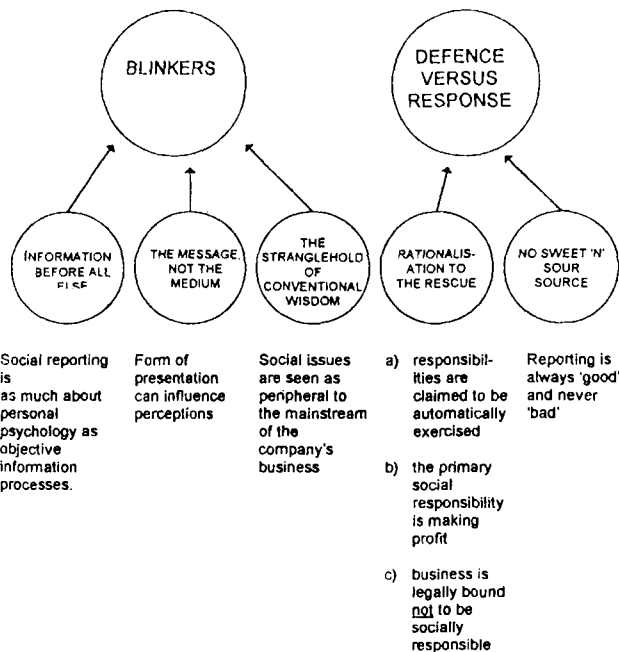 BLINKERS
DEFENCE
VERSUS
RESPONSE
INFORMATION
BEFORE ALL
ELSE
THE MESSAGE,
NOT THE
MEDIUM
THE
STRANGLEHOLD
OF
CONVENTIONAL
WISDOM
RATIONALIS-
ATION TO
THE RESCUE
NO SWEET 'N'
SOUR
SOURCE
Social reporting
is
as much about
personal
psychology as
objective
information
processes.
Form of
presentation
can influence
perceptions
Social issues
are seen as
peripheral to
the mainstream
of the
company's
business
a) responsibil-
ities are
claimed to be
automatically
exercised
b) the primary
social
responsibility
is making
profit
c) business is
legally bound
not to be
socially
responsible
Reporting is
always 'good'
and never
'bad'